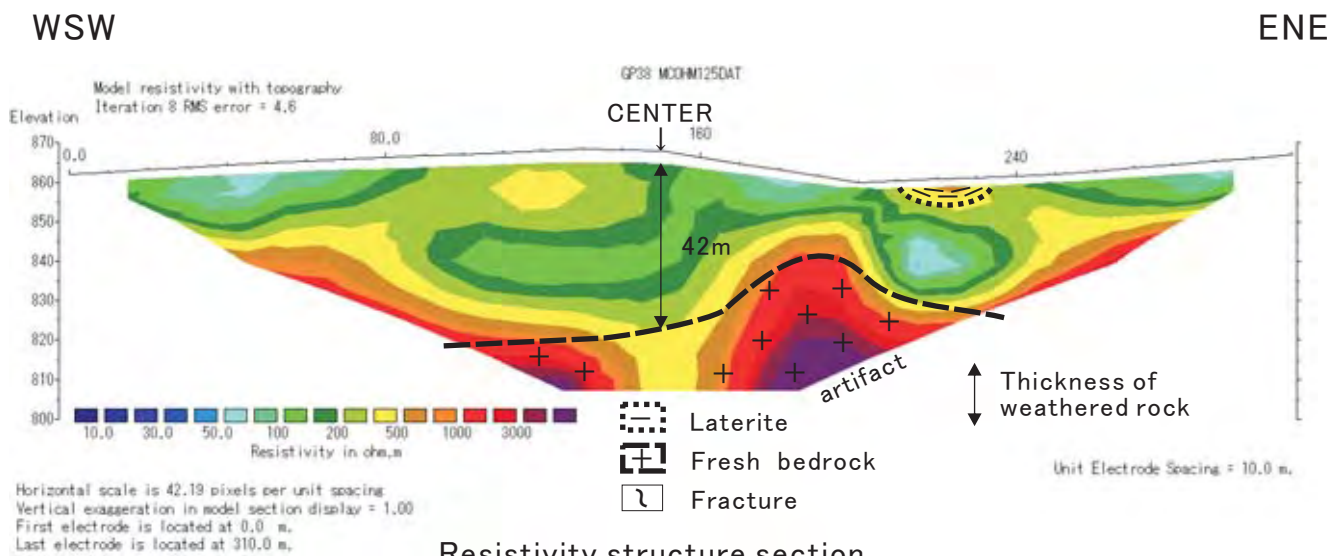 WSW
ENE
GP38 MCOHM125DAT
Model resistivity with topography
Iteration 8 RMS error = 4.6
Elevation
CENTER
870
0.0
80.0
160
240
860
850
840
830
820
810
800
42m
artifact
Thickness of
weathered rock
10.0 30.0 50.0 100 200 500 1000 3000
Resistivity in ohm.m
Laterite
Fresh bedrock
Fracture
Unit Electrode Spacing = 10.0 m.
Horizontal scale is 42.19 pixels per unit spacing
Vertical exaggeration in model section display = 1.00
First electrode is located at 0.0 m.
Last electrode is located at 310.0 m.
Resistivity structure section